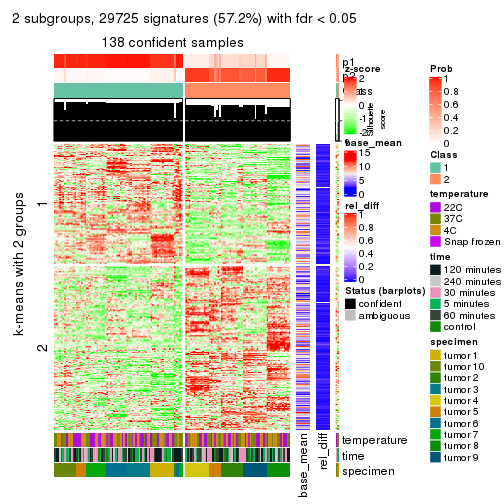 2 subgroups, 29725 signatures (57.2%) with fdr < 0.05
138 confident samples
p1
p2
Class
silhouette
score
k-means with 2 groups
1
2
base_mean
rel_diff
temperature
time
specimen
z-score
2
1
0
-1
-2
base_mean
15
10
5
0
rel_diff
1
0.8
0.6
0.4
0.2
0
Status (barplots)
confident
ambiguous
Prob
1
0.8
0.6
0.4
0.2
0
Class
1
2
temperature
22C
37C
4C
Snap frozen
time
120 minutes
240 minutes
30 minutes
5 minutes
60 minutes
control
specimen
tumor 1
tumor 10
tumor 2
tumor 3
tumor 4
tumor 5
tumor 6
tumor 7
tumor 8
tumor 9